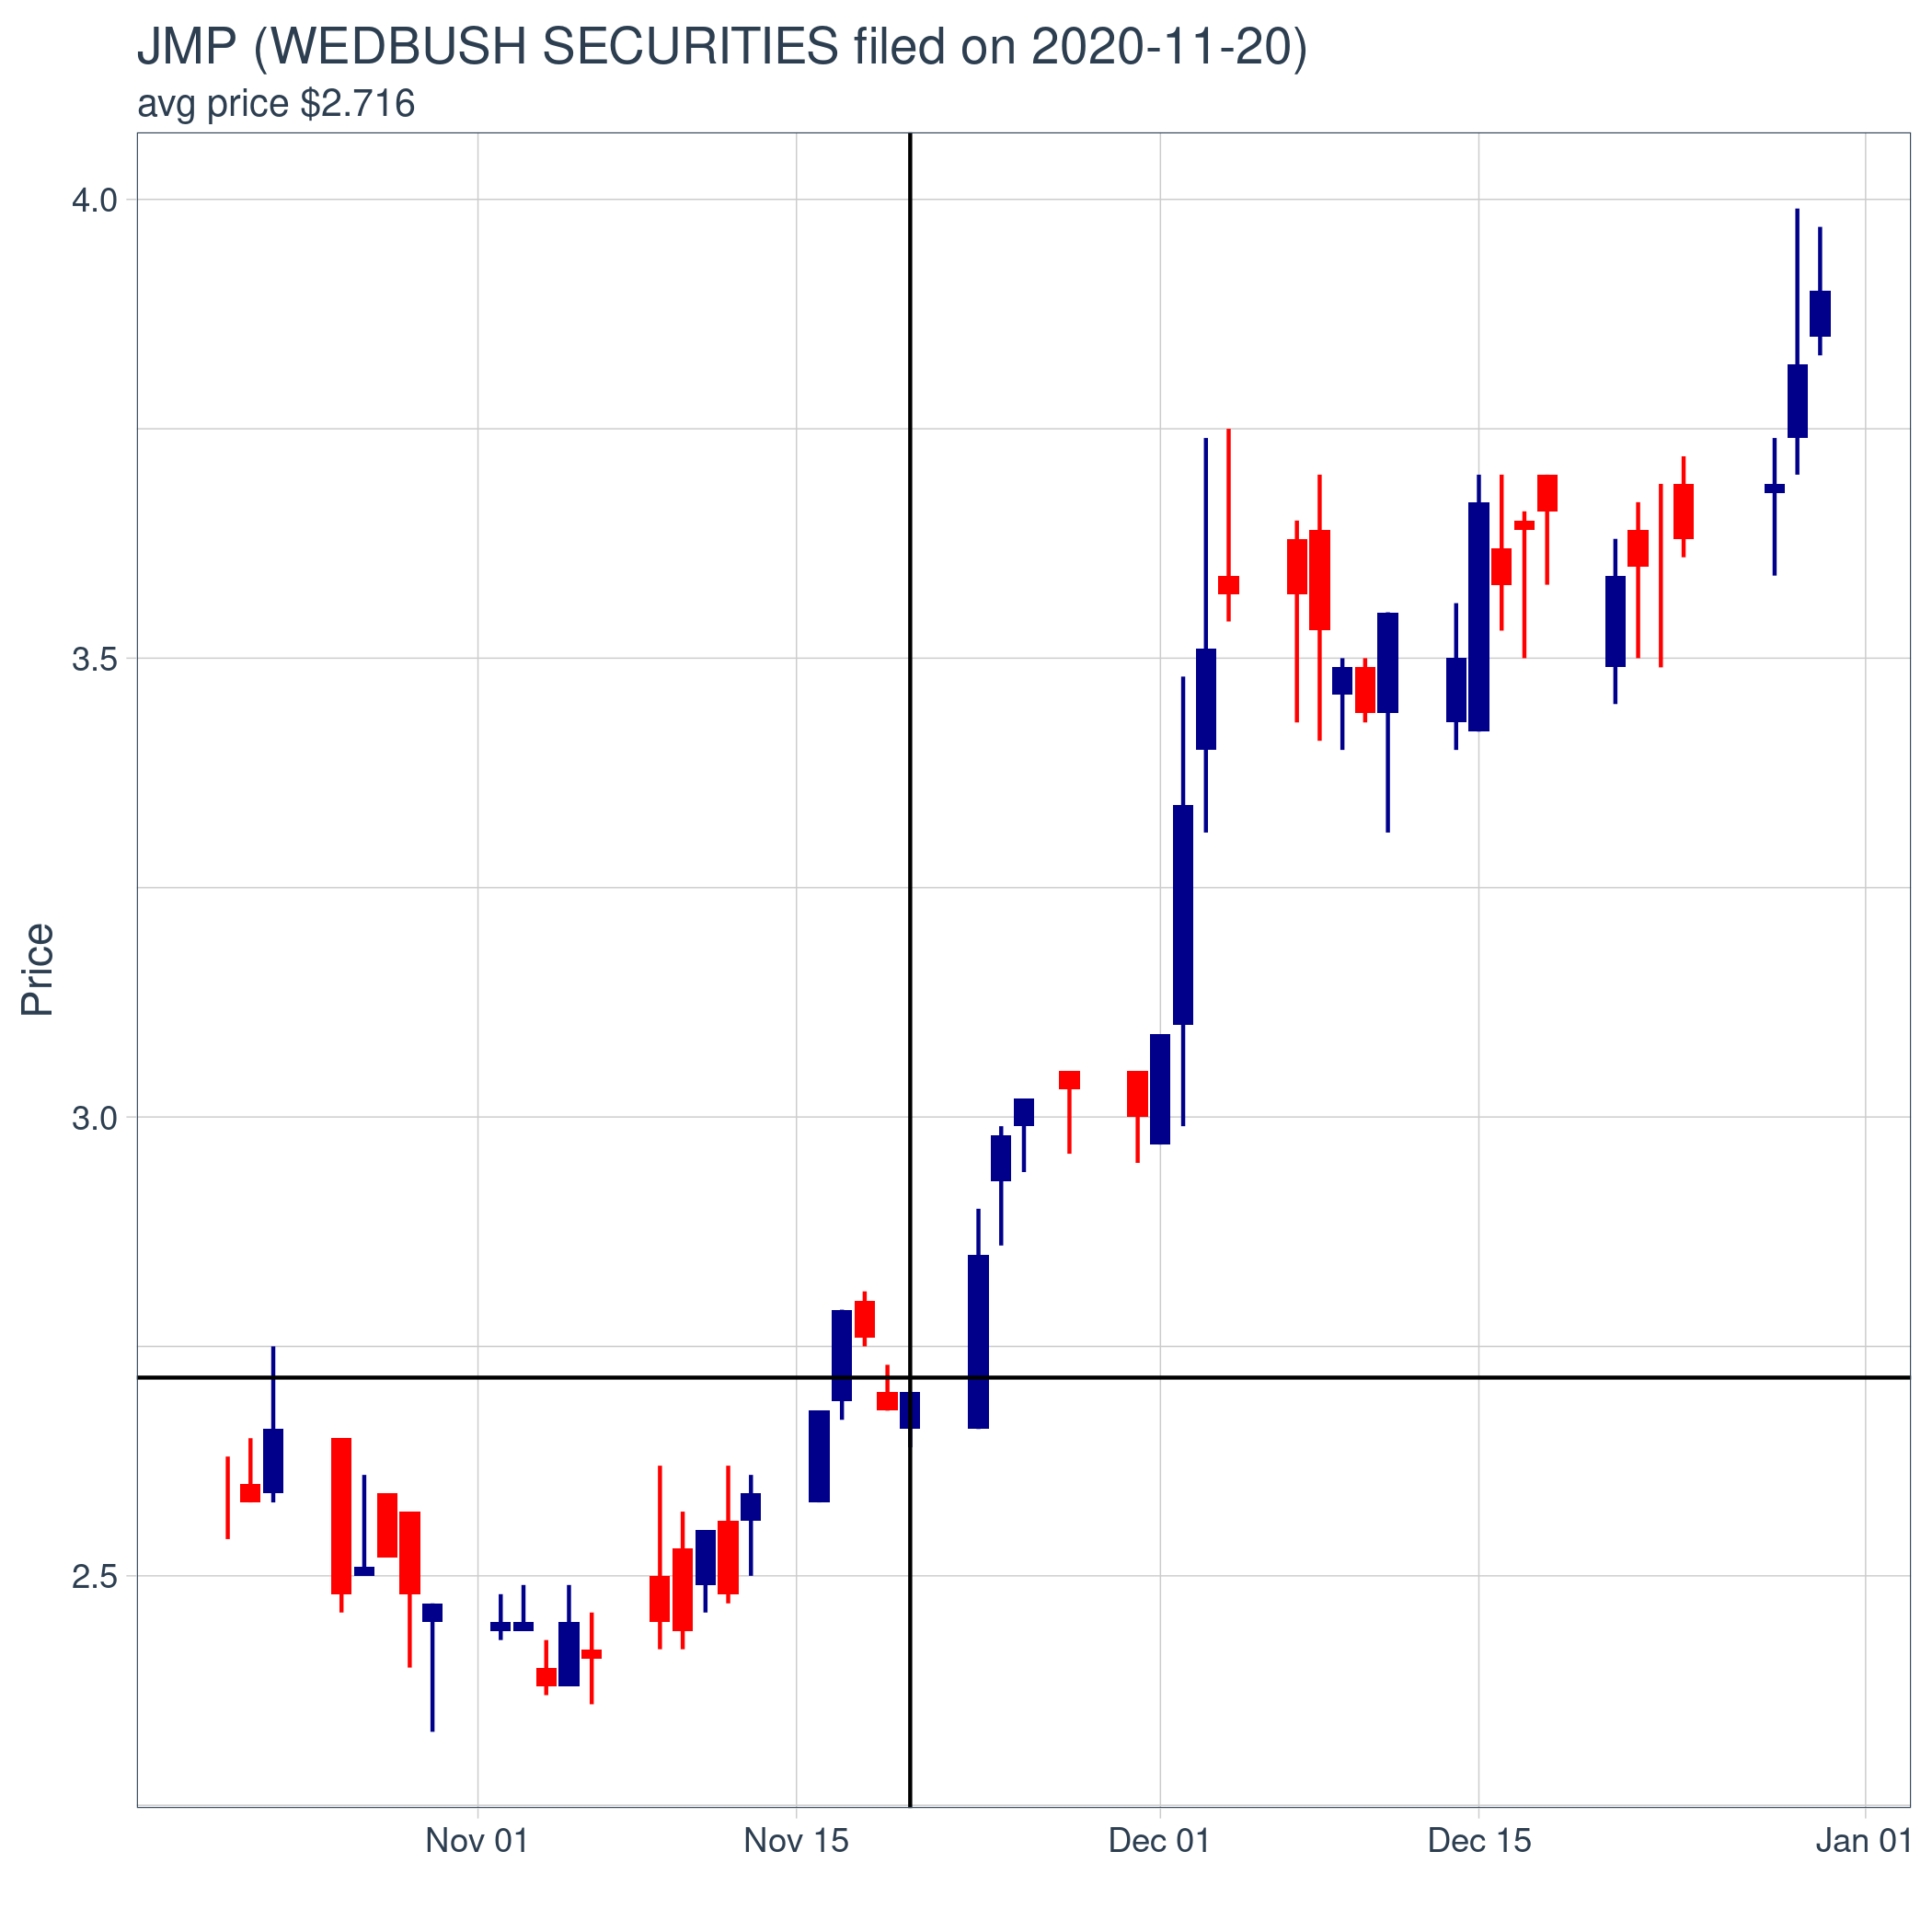 JMP (WEDBUSH SECURITIES filed on 2020-11-20)
avg price $2.716
4.0
3.5
3.0
2.5
Price
Nov 01 Nov 15 Dec 01 Dec 15 Jan 01